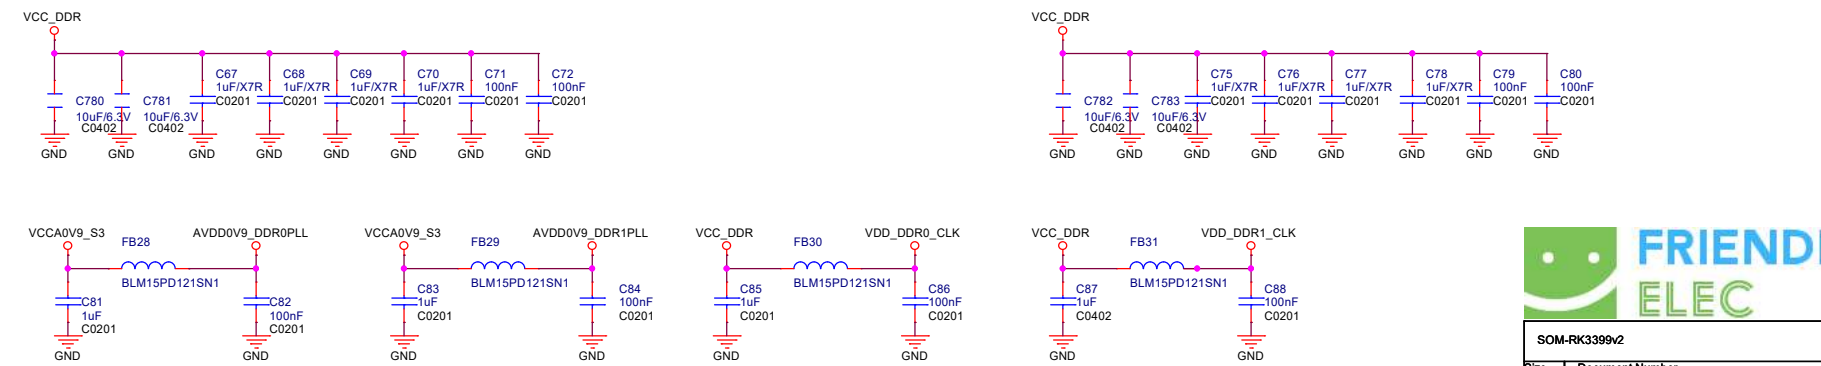 VCC_DDR
C780
10uF/6.3V
C0402
C781
10uF/6.3V
C0402
C67
1uF/X7R
C0201
C68
1uF/X7R
C0201
C69
1uF/X7R
C0201
C70
1uF/X7R
C0201
C71
100nF
C0201
C72
100nF
C0201
GND GND GND GND GND GND GND GND
VCC_DDR
C782
10uF/6.3V
C0402
C783
10uF/6.3V
C0402
C75
1uF/X7R
C0201
C76
1uF/X7R
C0201
C77
1uF/X7R
C0201
C78
1uF/X7R
C0201
C79
100nF
C0201
C80
100nF
C0201
GND GND GND GND GND GND GND GND
VCCA0V9_S3
FB28
BLM15PD121SN1
AVDD0V9_DDR0PLL
C81
1uF
C0201
GND
C82
100nF
C0201
GND
VCCA0V9_S3
FB29
BLM15PD121SN1
AVDD0V9_DDR1PLL
C83
1uF
C0201
GND
C84
100nF
C0201
GND
VCC_DDR
FB30
BLM15PD121SN1
VDD_DDR0_CLK
C85
1uF
C0201
GND
C86
100nF
C0201
GND
VCC_DDR
FB31
BLM15PD121SN1
VDD_DDR1_CLK
C87
1uF
C0402
GND
C88
100nF
C0201
GND
FRIENDL
ELEC
SOM-RK3399v2
Size Document Number